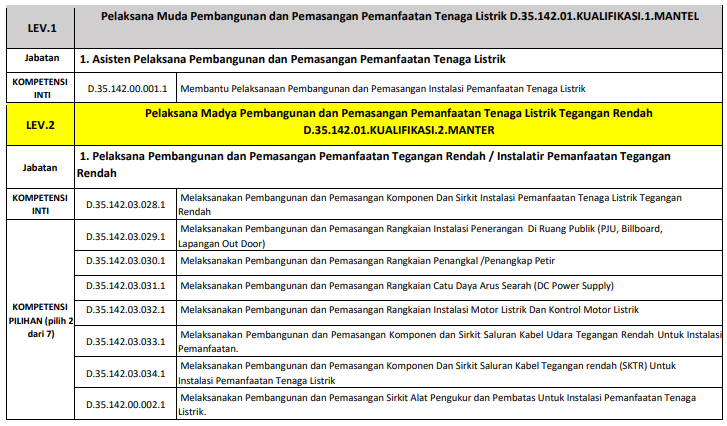 LEV.1
Pelaksana Muda Pembangunan dan Pemasangan Pemanfaatan Tenaga Listrik D.35.142.01.KUALIFIKASI.1.MANTEL
Jabatan
1. Asisten Pelaksana Pembangunan dan Pemasangan Pemanfaatan Tenaga Listrik
KOMPETENSI
INTI
D.35.142.00.001.1
Membantu Pelaksanaan Pembangunan dan Pemasangan Instalasi Pemanfaatan Tenaga Listrik
LEV.2
Pelaksana Madya Pembangunan dan Pemasangan Pemanfaatan Tenaga Listrik Tegangan Rendah
D.35.142.01.KUALIFIKASI.2.MANTER
Jabatan
1. Pelaksana Pembangunan dan Pemasangan Pemanfaatan Tegangan Rendah / Instalatir Pemanfaatan Tegangan
Rendah
KOMPETENSI
INTI
D.35.142.03.028.1
Melaksanakan Pembangunan dan Pemasangan Komponen Dan Sirkit Instalasi Pemanfaatan Tenaga Listrik Tegangan
Rendah
KOMPETENSI
PILIHAN (pilih 2
dari 7)
D.35.142.03.029.1
Melaksanakan Pembangunan dan Pemasangan Rangkaian Instalasi Penerangan Di Ruang Publik (PJU, Billboard,
Lapangan Out Door)
D.35.142.03.030.1
Melaksanakan Pembangunan dan Pemasangan Rangkaian Penangkal /Penangkap Petir
D.35.142.03.031.1
Melaksanakan Pembangunan dan Pemasangan Rangkaian Catu Daya Arus Searah (DC Power Supply)
D.35.142.03.032.1
Melaksanakan Pembangunan dan Pemasangan Rangkaian Instalasi Motor Listrik Dan Kontrol Motor Listrik
D.35.142.03.033.1
Melaksanakan Pembangunan dan Pemasangan Komponen dan Sirkit Saluran Kabel Udara Tegangan Rendah Untuk Instalasi
Pemanfaatan.
D.35.142.03.034.1
Melaksanakan Pembangunan dan Pemasangan Komponen Dan Sirkit Saluran Kabel Tegangan rendah (SKTR) Untuk
Instalasi Pemanfaatan Tenaga Listrik
D.35.142.00.002.1
Melaksanakan Pembangunan dan Pemasangan Sirkit Alat Pengukur dan Pembatas Untuk Instalasi Pemanfaatan Tenaga
Listrik.